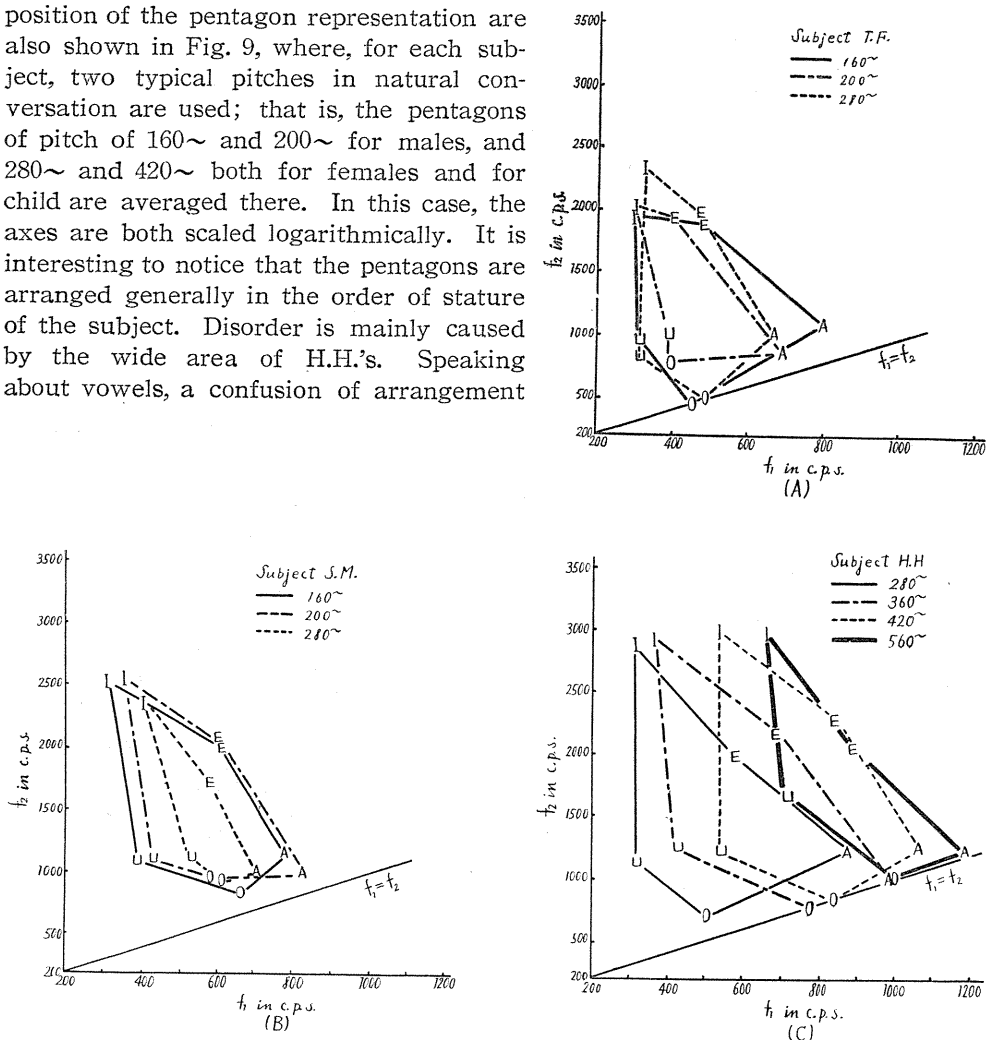 position of the pentagon representation are
also shown in Fig. 9, where, for each sub-
ject, two typical pitches in natural con-
versation are used; that is, the pentagons
of pitch of 160~ and 200~ for males, and
280~ and 420~ both for females and for
child are averaged there. In this case, the
axes are both scaled logarithmically. It is
interesting to notice that the pentagons are
arranged generally in the order of stature
of the subject. Disorder is mainly caused
by the wide area of H.H.'s. Speaking
about vowels, a confusion of arrangement
Subject T.F.
160~
200~
280~
3500
3000
2500
2000
1500
1000
500
200
f₂ in c.p.s.
I
I
I
E
E
E
A
A
A
U
U
U
O
O
O
f₁=f₂
200 400 600 800 1000 1200
f₁ in c.p.s.
(A)
Subject S.M.
160~
200~
280~
3500
3000
2500
2000
1500
1000
500
200
f₂ in c.p.s.
I
I
I
E
E
E
A
A
A
U
U
U
O
O
O
f₁=f₂
200 400 600 800 1000 1200
f₁ in c.p.s.
(B)
Subject H.H
280~
360~
420~
560~
3500
3000
2500
2000
1500
1000
500
200
f₂ in c.p.s.
I
I
I
I
E
E
E
E
U
U
U
U
A
A
A
A
O
O
O
O
f₁=f₂
200 400 600 800 1000 1200
f₁ in c.p.s.
(C)